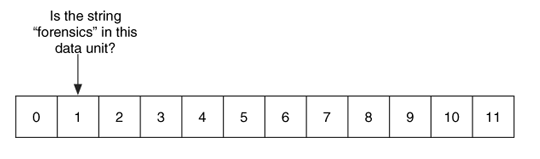 Is the string
“forensics” in this
data unit?
0 1 2 3 4 5 6 7 8 9 10 11